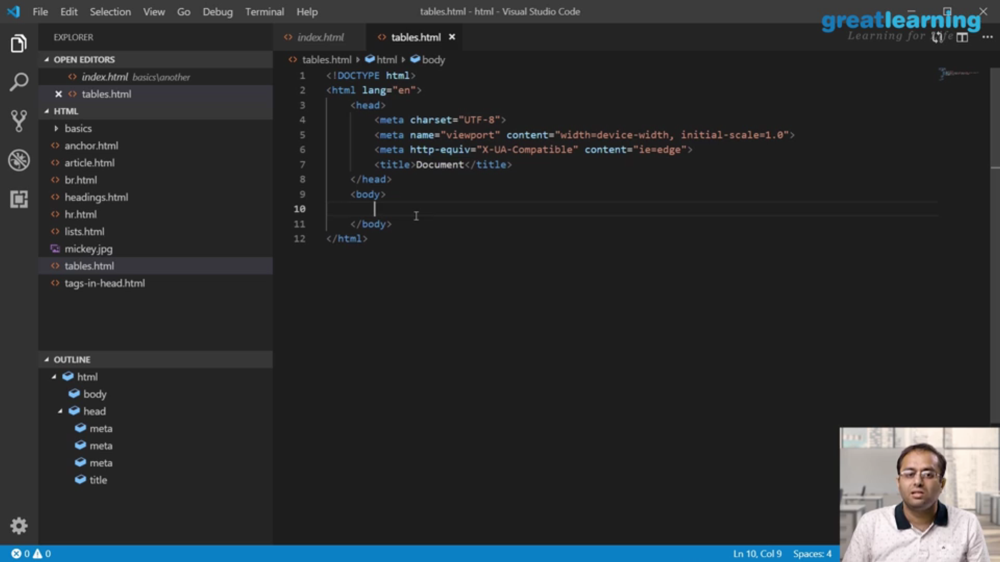 File Edit Selection View Go Debug Terminal Help
tables.html - html - Visual Studio Code
greatlearning
Learning for Life
EXPLORER
OPEN EDITORS
index.html basics\another
tables.html
HTML
basics
anchor.html
article.html
br.html
headings.html
hr.html
lists.html
mickey.jpg
tables.html
tags-in-head.html
OUTLINE
html
body
head
meta
meta
meta
title
index.html
tables.html
tables.html html body
1 <!DOCTYPE html>
2 <html lang="en">
3 <head>
4 <meta charset="UTF-8">
5 <meta name="viewport" content="width=device-width, initial-scale=1.0">
6 <meta http-equiv="X-UA-Compatible" content="ie=edge">
7 <title>Document</title>
8 </head>
9 <body>
10
11 </body>
12 </html>
0 0
Ln 10, Col 9 Spaces: 4